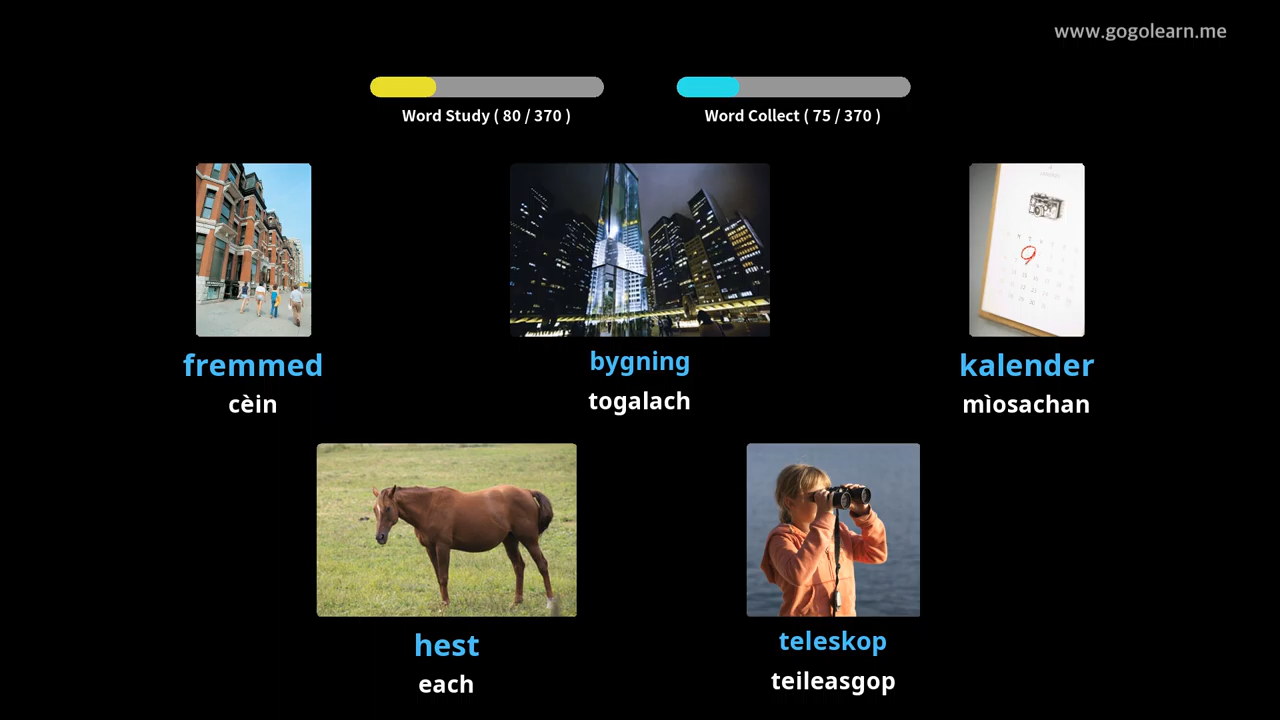 www.gogolearn.me
Word Study ( 80 / 370 )
Word Collect ( 75 / 370 )
fremmed
cèin
bygning
togalach
kalender
mìosachan
hest
each
teleskop
teileasgop